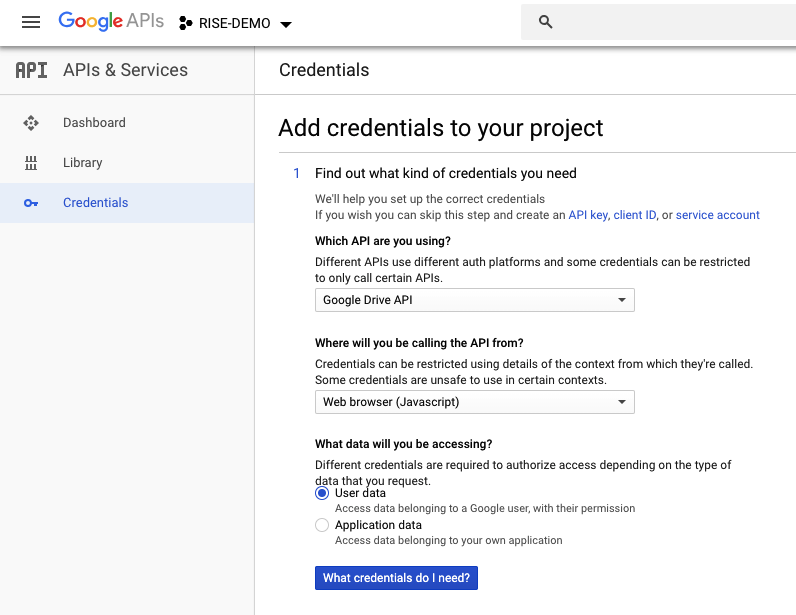 Google APIs RISE-DEMO
API APIs & Services
Credentials
Dashboard
Library
Credentials
Add credentials to your project
1 Find out what kind of credentials you need
We'll help you set up the correct credentials
If you wish you can skip this step and create an API key, client ID, or service account
Which API are you using?
Different APIs use different auth platforms and some credentials can be restricted
to only call certain APIs.
Google Drive API
Where will you be calling the API from?
Credentials can be restricted using details of the context from which they're called.
Some credentials are unsafe to use in certain contexts.
Web browser (Javascript)
What data will you be accessing?
Different credentials are required to authorize access depending on the type of
data that you request.
User data
Access data belonging to a Google user, with their permission
Application data
Access data belonging to your own application
What credentials do I need?